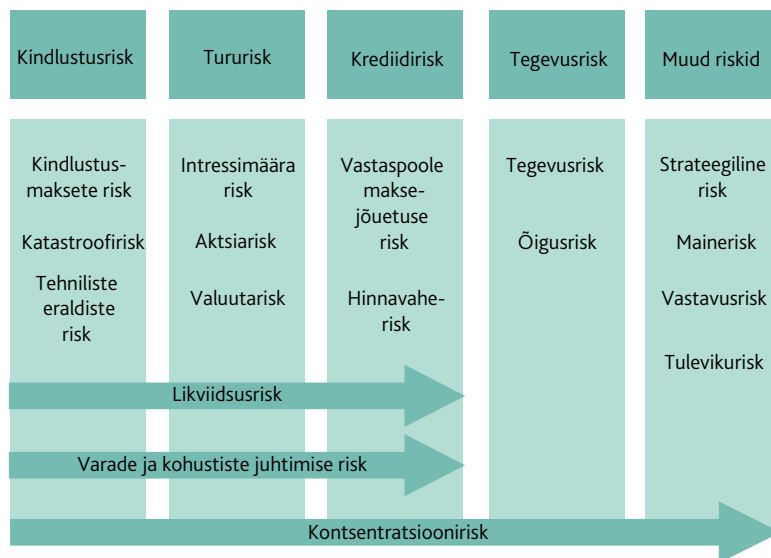 Kindlustusrisk
Tururisk
Krediidirisk
Tegevusrisk
Muud riskid
Kindlustus-
maksete risk
Katastroofirisk
Tehniliste
eraldiste
risk
Intressimäära
risk
Aktsiarisk
Valuutarisk
Vastaspoole
makse-
jõuetuse
risk
Hinnavahe-
risk
Tegevusrisk
Õigusrisk
Strateegiline
risk
Mainerisk
Vastavusrisk
Tulevikurisk
Likviidsusrisk
Varade ja kohustiste juhtimise risk
Kontsentratsioonirisk